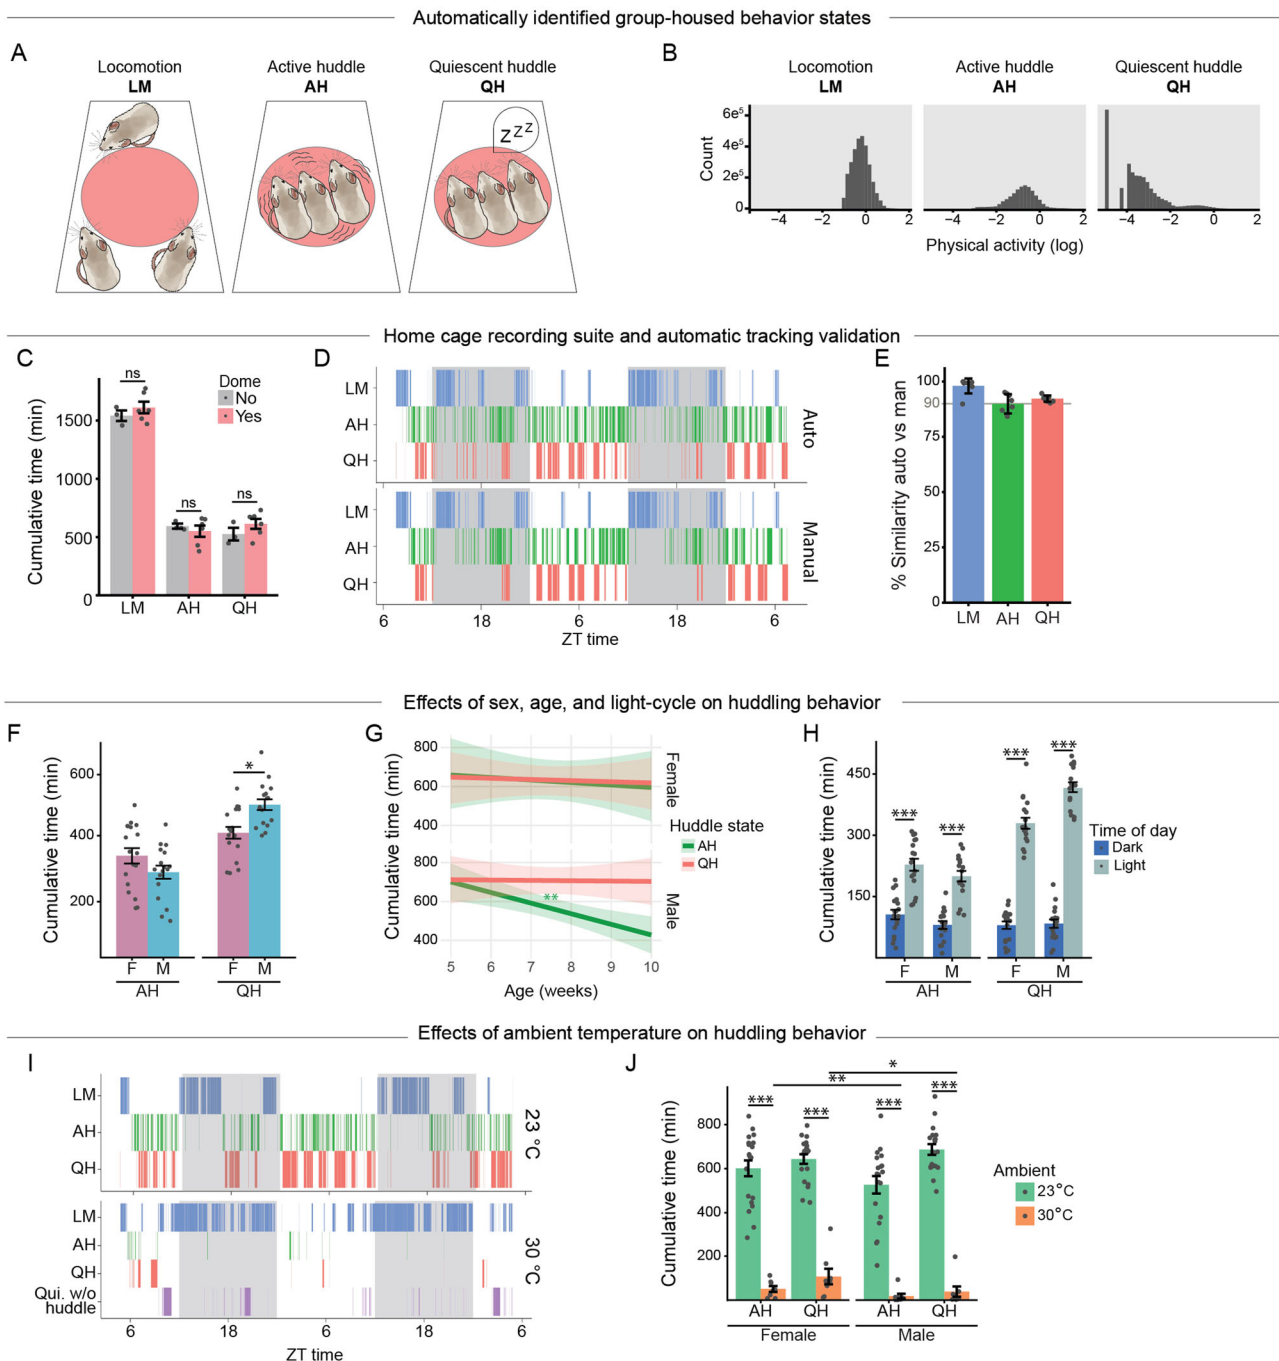 Automatically identified group-housed behavior states
A
Locomotion
LM
Active huddle
AH
Quiescent huddle
QH
zzz
B
Locomotion
LM
Active huddle
AH
Quiescent huddle
QH
6e⁵
4e⁵
2e⁵
0
Count
−4 −2 0 2
−4 −2 0 2
−4 −2 0 2
Physical activity (log)
Home cage recording suite and automatic tracking validation
C
Cumulative time (min)
1500
1000
500
0
ns
ns
ns
Dome
No
Yes
LM AH QH
D
LM
AH
QH
Auto
LM
AH
QH
Manual
6 18 6 18 6
ZT time
E
% Similarity auto vs man
100
90
75
50
25
0
LM AH QH
Effects of sex, age, and light-cycle on huddling behavior
F
Cumulative time (min)
600
400
200
*
F M F M
AH QH
G
Cumulative time (min)
800
600
400
Female
800
600
400
Male
**
5 6 7 8 9 10
Age (weeks)
Huddle state
AH
QH
H
Cumulative time (min)
450
300
150
***
***
***
***
F M F M
AH QH
Time of day
Dark
Light
Effects of ambient temperature on huddling behavior
I
LM
AH
QH
23 °C
LM
AH
QH
Qui. w/o
huddle
30 °C
6 18 6 18 6
ZT time
J
Cumulative time (min)
800
600
400
200
*
**
***
***
***
***
AH QH AH QH
Female Male
Ambient
23°C
30°C